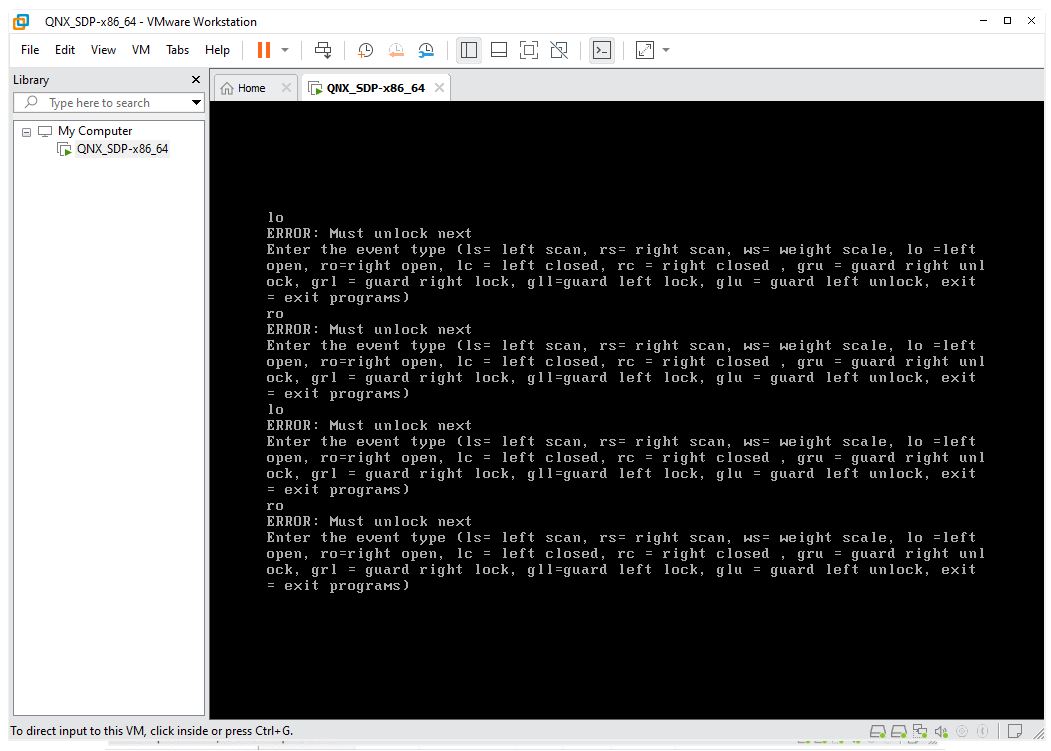 QNX_SDP-x86_64 - VMware Workstation
File Edit View VM Tabs Help
Library
Home QNX_SDP-x86_64
Type here to search
My Computer
QNX_SDP-x86_64
lo
ERROR: Must unlock next
Enter the event type (ls= left scan, rs= right scan, ws= weight scale, lo =left
open, ro=right open, lc = left closed, rc = right closed , gru = guard right unl
ock, grl = guard right lock, gll=guard left lock, glu = guard left unlock, exit
= exit programs)
ro
ERROR: Must unlock next
Enter the event type (ls= left scan, rs= right scan, ws= weight scale, lo =left
open, ro=right open, lc = left closed, rc = right closed , gru = guard right unl
ock, grl = guard right lock, gll=guard left lock, glu = guard left unlock, exit
= exit programs)
lo
ERROR: Must unlock next
Enter the event type (ls= left scan, rs= right scan, ws= weight scale, lo =left
open, ro=right open, lc = left closed, rc = right closed , gru = guard right unl
ock, grl = guard right lock, gll=guard left lock, glu = guard left unlock, exit
= exit programs)
ro
ERROR: Must unlock next
Enter the event type (ls= left scan, rs= right scan, ws= weight scale, lo =left
open, ro=right open, lc = left closed, rc = right closed , gru = guard right unl
ock, grl = guard right lock, gll=guard left lock, glu = guard left unlock, exit
= exit programs)
To direct input to this VM, click inside or press Ctrl+G.